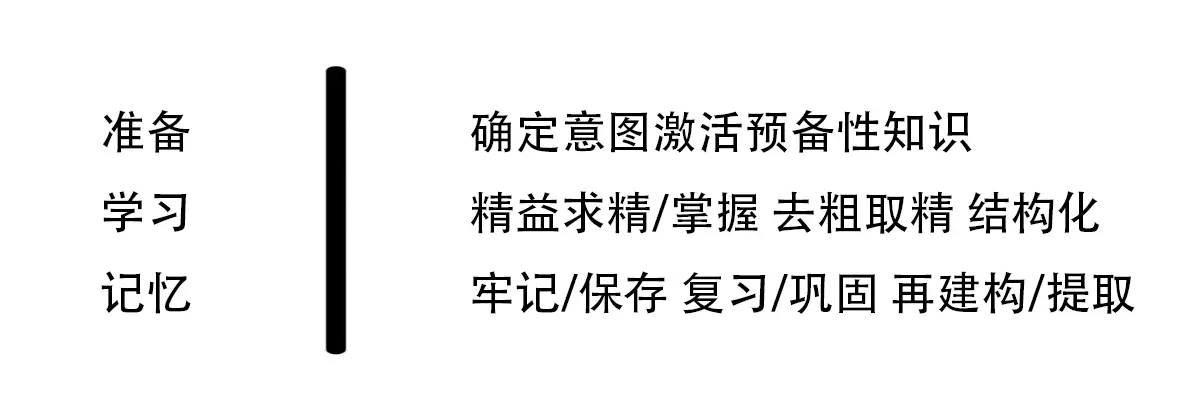 准备 确定意图激活预备性知识
学习 精益求精/掌握 去粗取精 结构化
记忆 牢记/保存 复习/巩固 再建构/提取